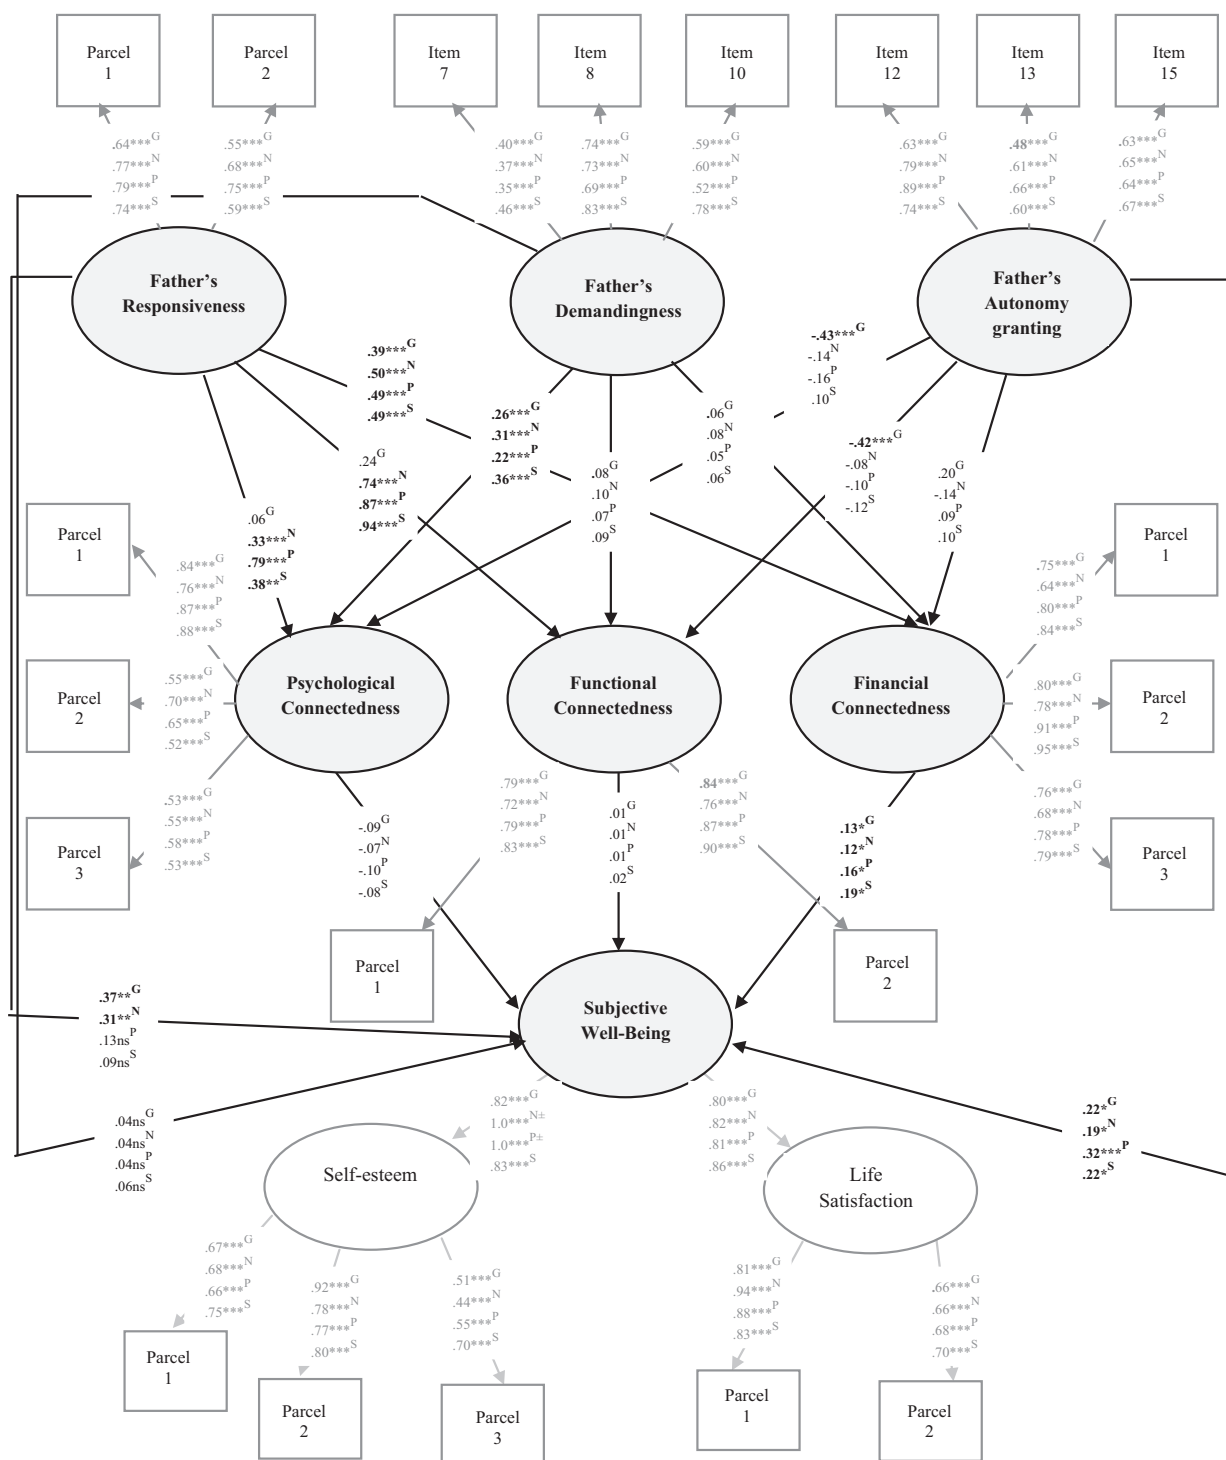 Parcel
1
Parcel
2
Item
7
Item
8
Item
10
Item
12
Item
13
Item
15
.64***G
.77***N
.79***P
.74***S
.55***G
.68***N
.75***P
.59***S
.40***G
.37***N
.35***P
.46***S
.74***G
.73***N
.69***P
.83***S
.59***G
.60***N
.52***P
.78***S
.63***G
.79***N
.89***P
.74***S
.48***G
.61***N
.66***P
.60***S
.63***G
.65***N
.64***P
.67***S
Father’s
Responsiveness
Father’s
Demandingness
Father’s
Autonomy
granting
.39***G
.50***N
.49***P
.49***S
-.43***G
-.14N
-.16P
.10S
.26***G
.31***N
.22***P
.36***S
.06G
.08N
.05P
.06S
.24G
.74***N
.87***P
.94***S
.08G
.10N
.07P
.09S
-.42***G
-.08N
-.10P
-.12S
.20G
-.14N
.09P
.10S
.06G
.33***N
.79***P
.38**S
Parcel
1
.84***G
.76***N
.87***P
.88***S
.75***G
.64***N
.80***P
.84***S
Parcel
1
Parcel
2
.55***G
.70***N
.65***P
.52***S
Psychological
Connectedness
Functional
Connectedness
Financial
Connectedness
.80***G
.78***N
.91***P
.95***S
Parcel
2
Parcel
3
.53***G
.55***N
.58***P
.53***S
-.09G
-.07N
-.10P
-.08S
.79***G
.72***N
.79***P
.83***S
.01G
.01N
.01P
.02S
.84***G
.76***N
.87***P
.90***S
.13*G
.12*N
.16*P
.19*S
.76***G
.68***N
.78***P
.79***S
Parcel
3
Parcel
1
Parcel
2
Subjective
Well-Being
.37**G
.31**N
.13nsP
.09nsS
.04nsG
.04nsN
.04nsP
.06nsS
.82***G
1.0***N±
1.0***P±
.83***S
.80***G
.82***N
.81***P
.86***S
.22*G
.19*N
.32***P
.22*S
Self-esteem
Life
Satisfaction
.67***G
.68***N
.66***P
.75***S
.92***G
.78***N
.77***P
.80***S
.51***G
.44***N
.55***P
.70***S
.81***G
.94***N
.88***P
.83***S
.66***G
.66***N
.68***P
.70***S
Parcel
1
Parcel
2
Parcel
3
Parcel
1
Parcel
2